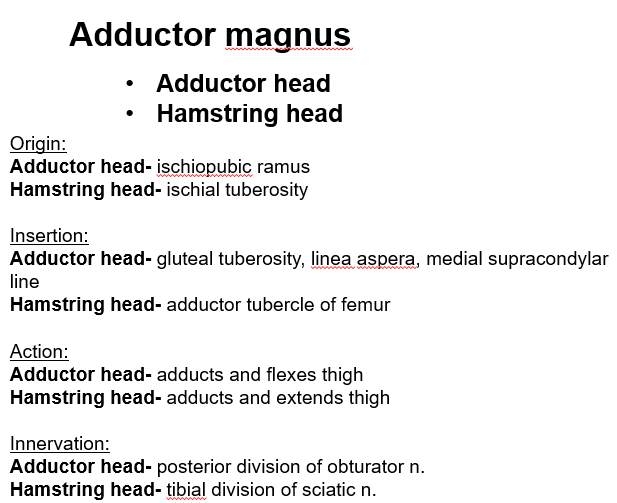 Adductor magnus
• Adductor head
• Hamstring head
Origin:
Adductor head- ischiopubic ramus
Hamstring head- ischial tuberosity
Insertion:
Adductor head- gluteal tuberosity, linea aspera, medial supracondylar
line
Hamstring head- adductor tubercle of femur
Action:
Adductor head- adducts and flexes thigh
Hamstring head- adducts and extends thigh
Innervation:
Adductor head- posterior division of obturator n.
Hamstring head- tibial division of sciatic n.